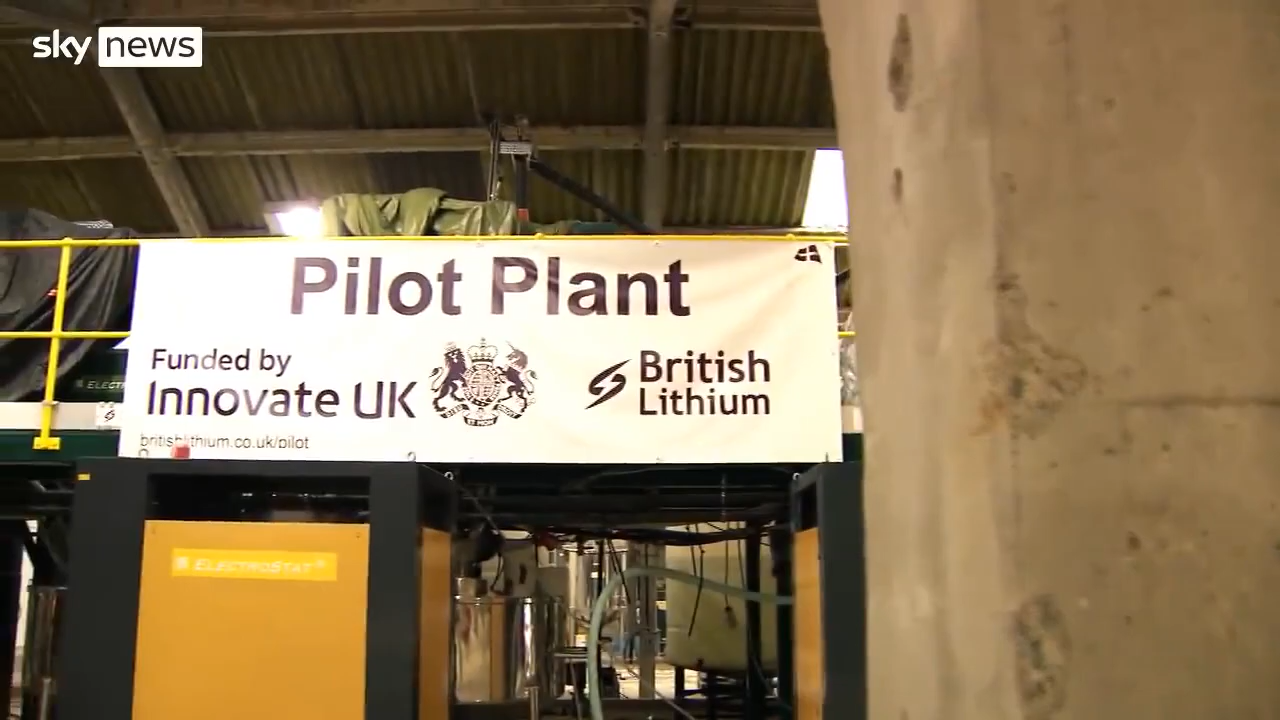 sky news
Pilot Plant
Funded by
Innovate UK
British
Lithium
britishlithium.co.uk/pilot
ELECTROSTAT